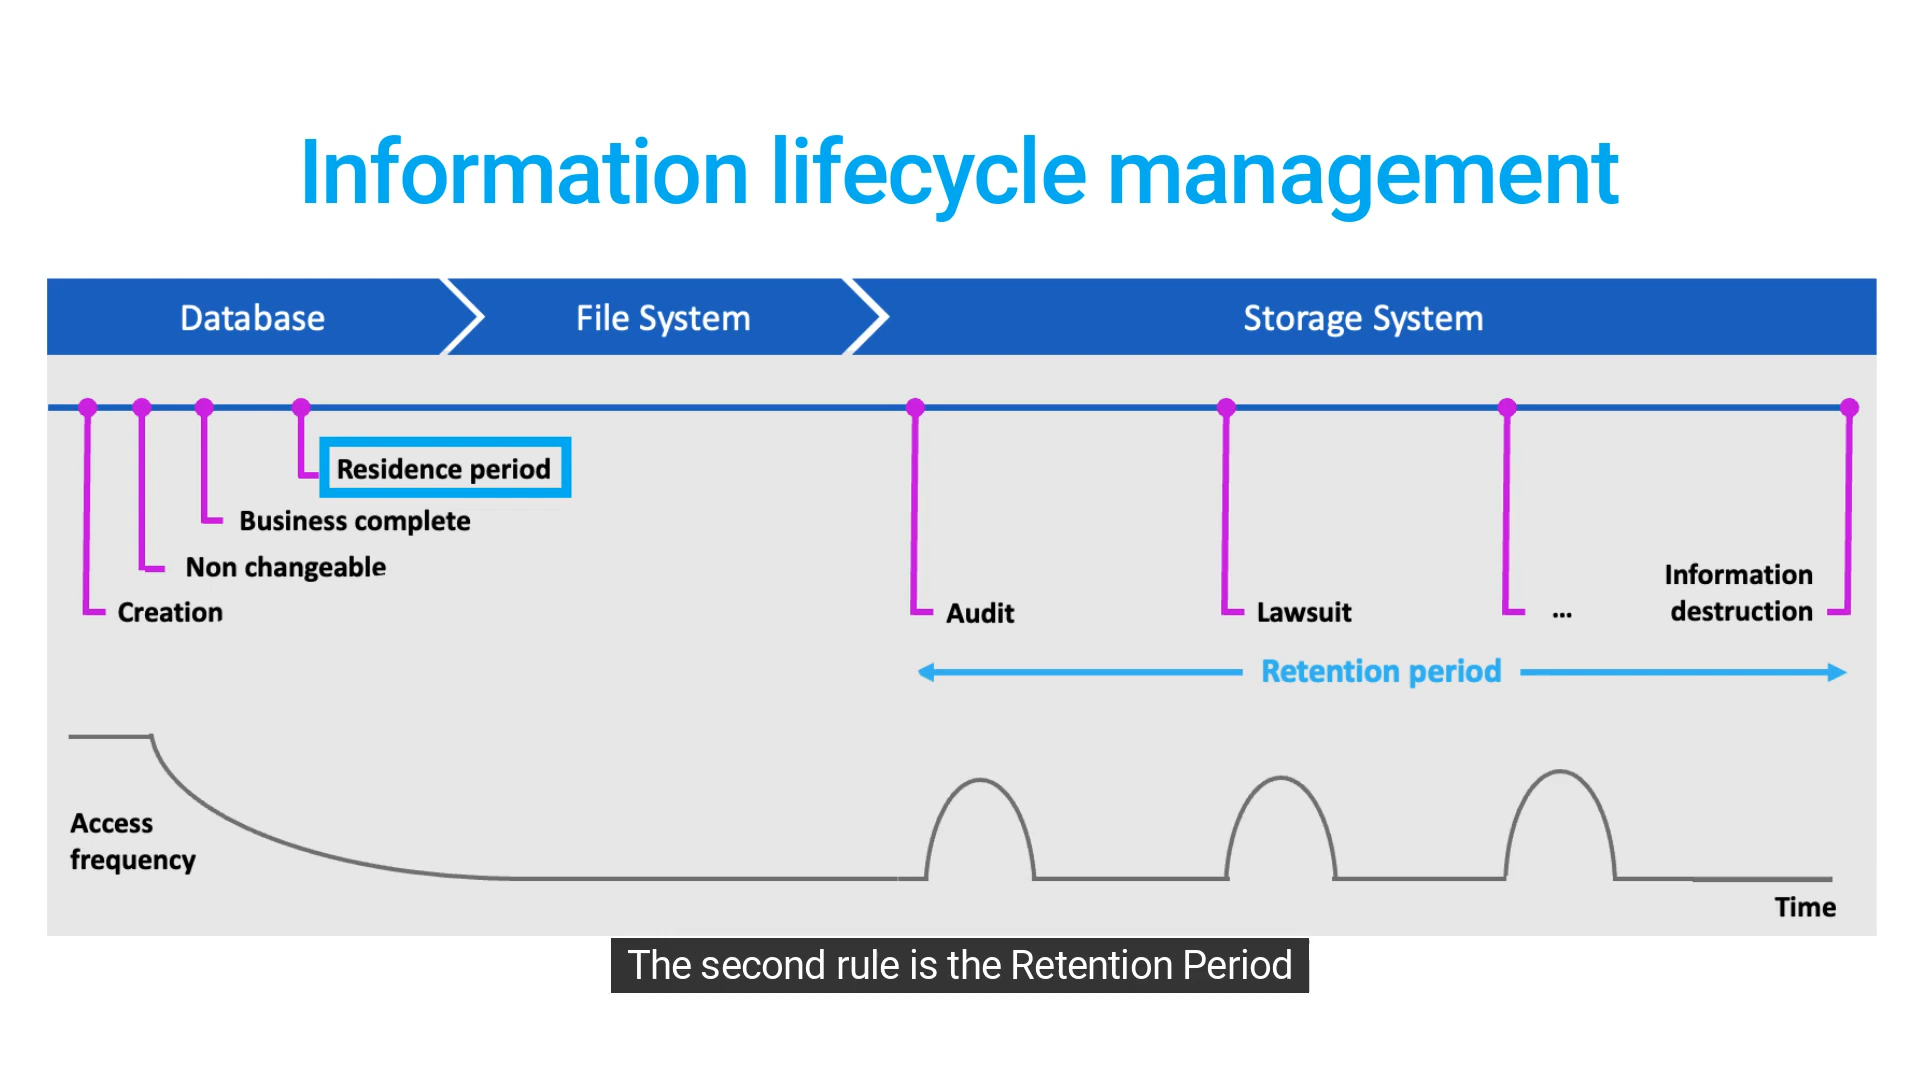 Information lifecycle management
Database
File System
Storage System
Residence period
Business complete
Non changeable
Creation
Audit
Lawsuit
...
Information
destruction
Retention period
Access
frequency
Time
The second rule is the Retention Period